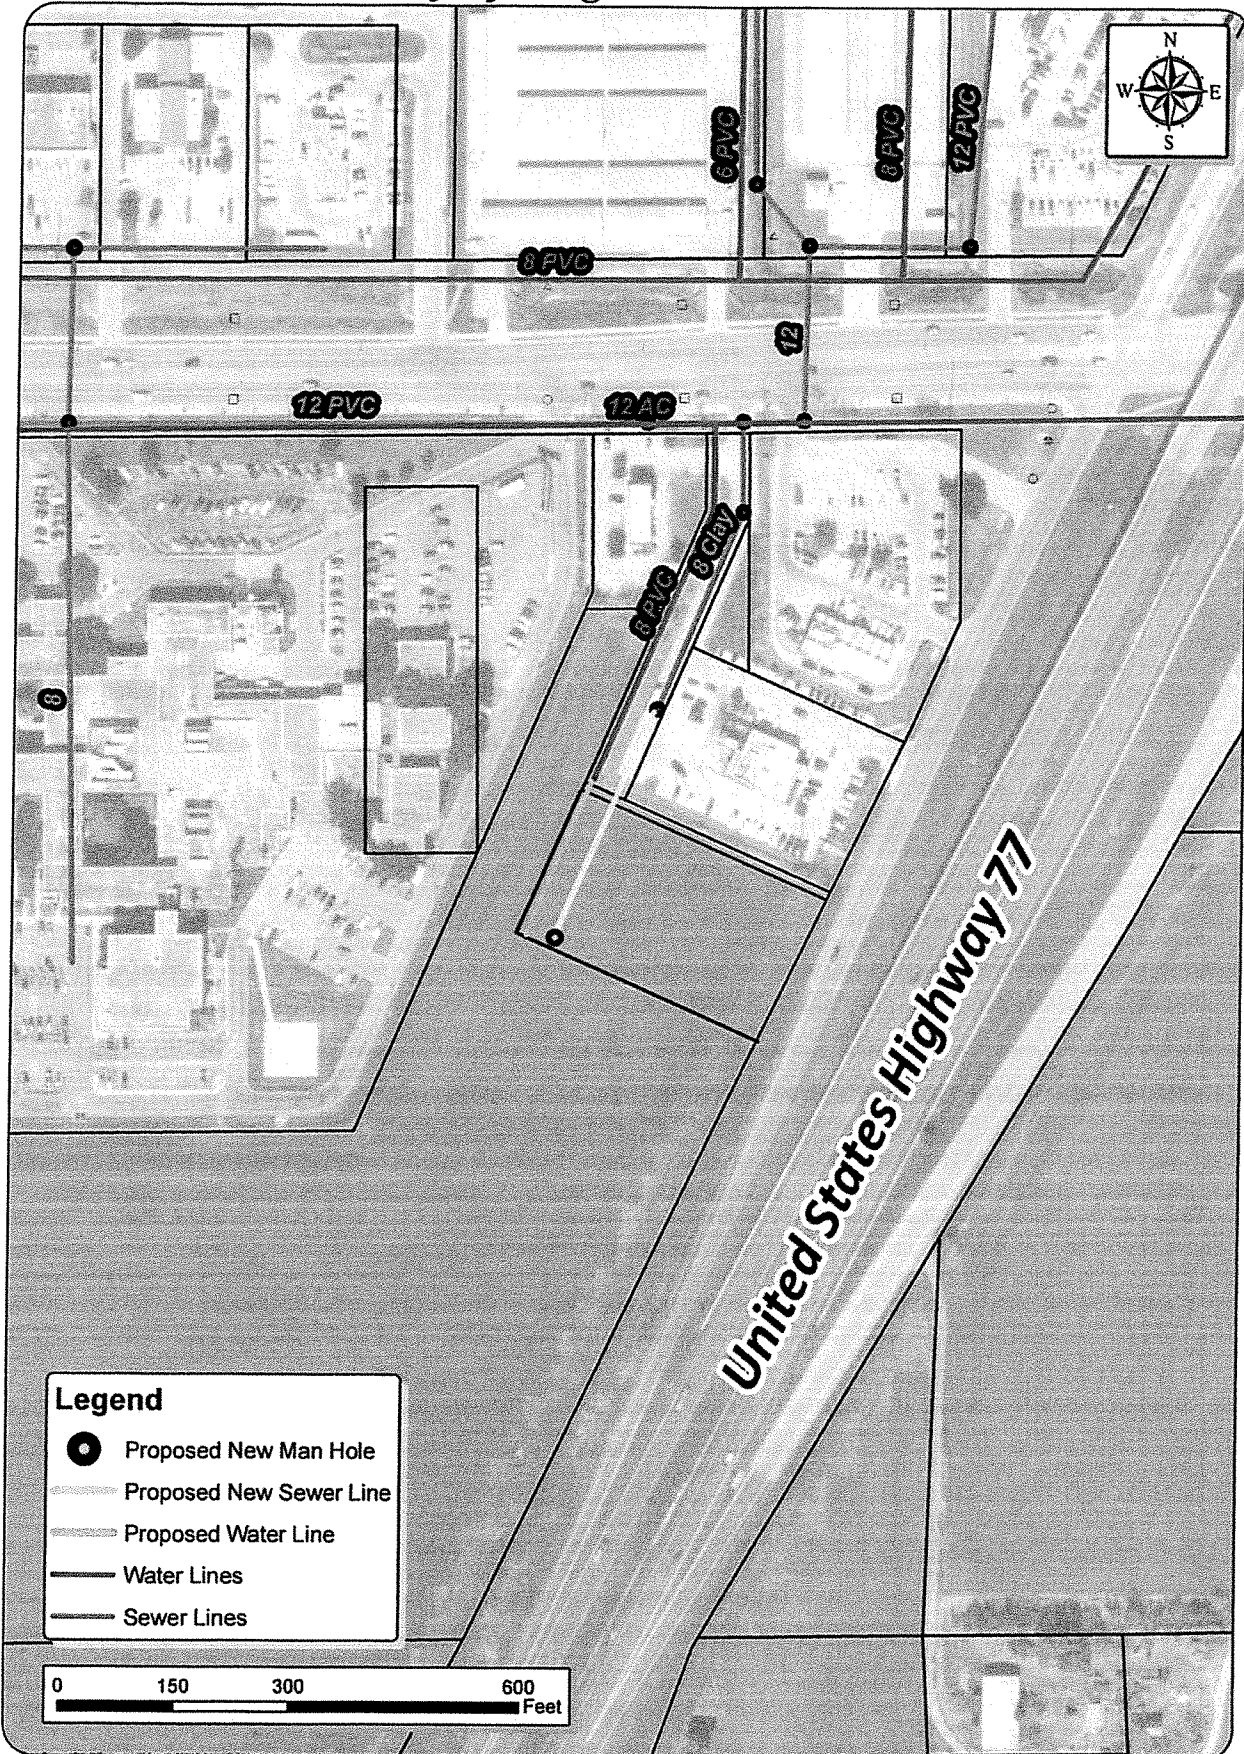 N
W E
S
6 PVC
8 PVC
12 PVC
8 PVC
12
12 PVC
12 AC
8 Clay
8 PVC
8
United States Highway 77
Legend
Proposed New Man Hole
Proposed New Sewer Line
Proposed Water Line
Water Lines
Sewer Lines
0 150 300 600
Feet